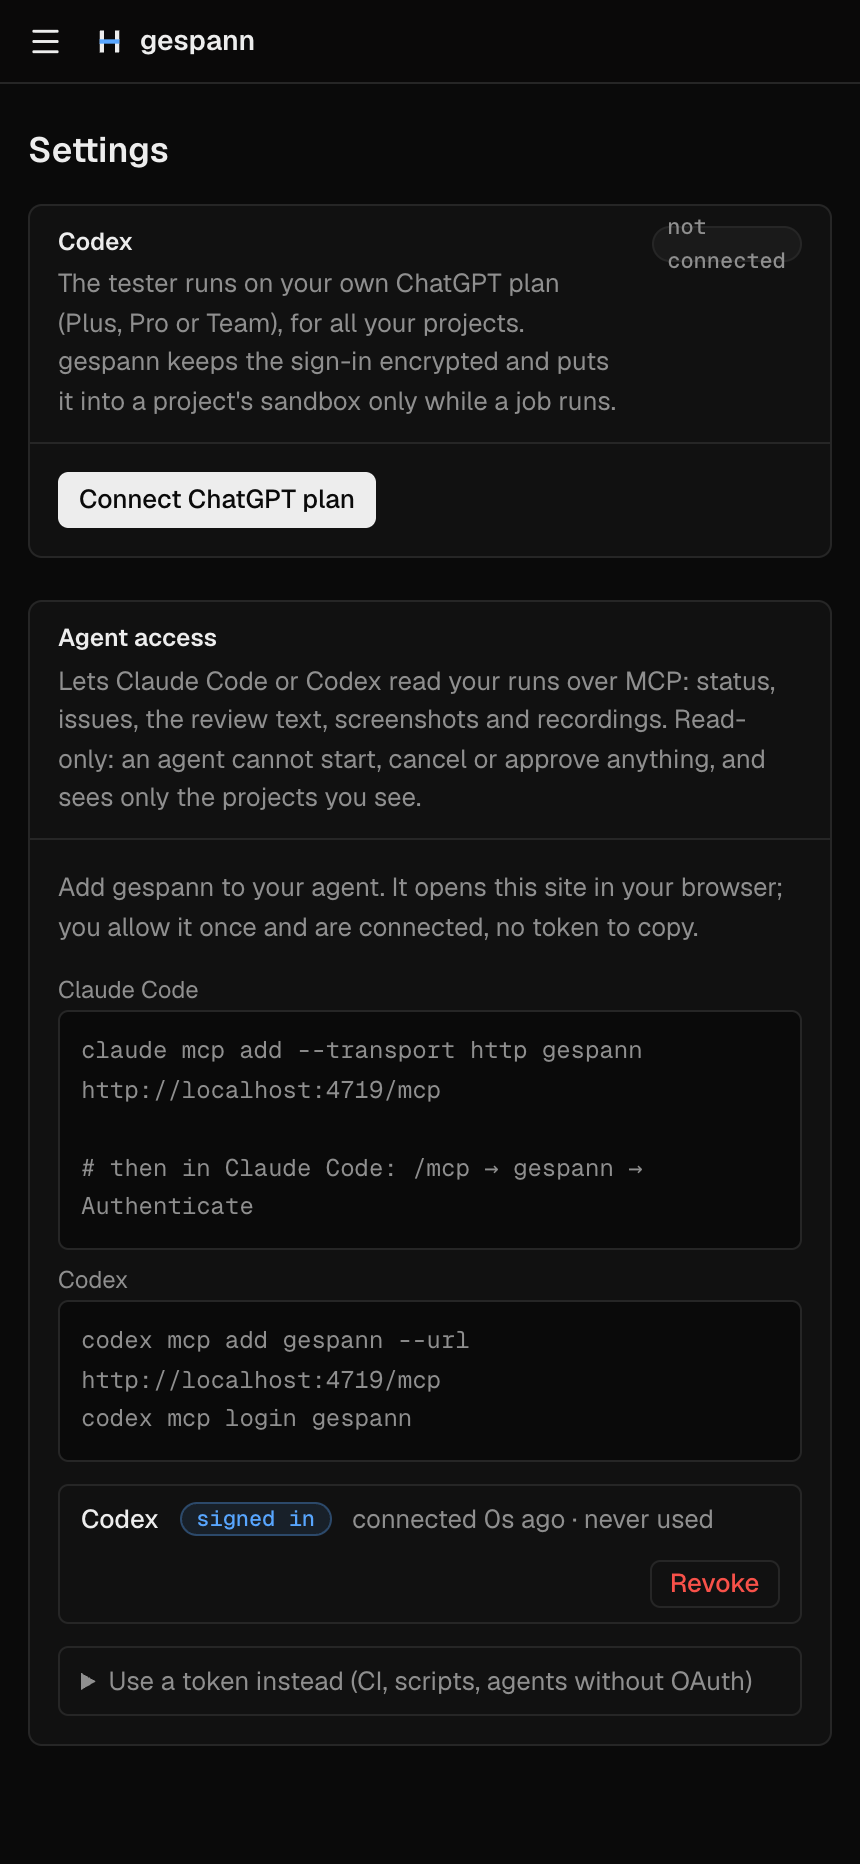 gespann
Settings
Codex
not
connected
The tester runs on your own ChatGPT plan
(Plus, Pro or Team), for all your projects.
gespann keeps the sign-in encrypted and puts
it into a project's sandbox only while a job runs.
Connect ChatGPT plan
Agent access
Lets Claude Code or Codex read your runs over MCP: status,
issues, the review text, screenshots and recordings. Read-
only: an agent cannot start, cancel or approve anything, and
sees only the projects you see.
Add gespann to your agent. It opens this site in your browser;
you allow it once and are connected, no token to copy.
Claude Code
claude mcp add --transport http gespann
http://localhost:4719/mcp
# then in Claude Code: /mcp → gespann →
Authenticate
Codex
codex mcp add gespann --url
http://localhost:4719/mcp
codex mcp login gespann
Codex signed in connected 0s ago · never used
Revoke
Use a token instead (CI, scripts, agents without OAuth)